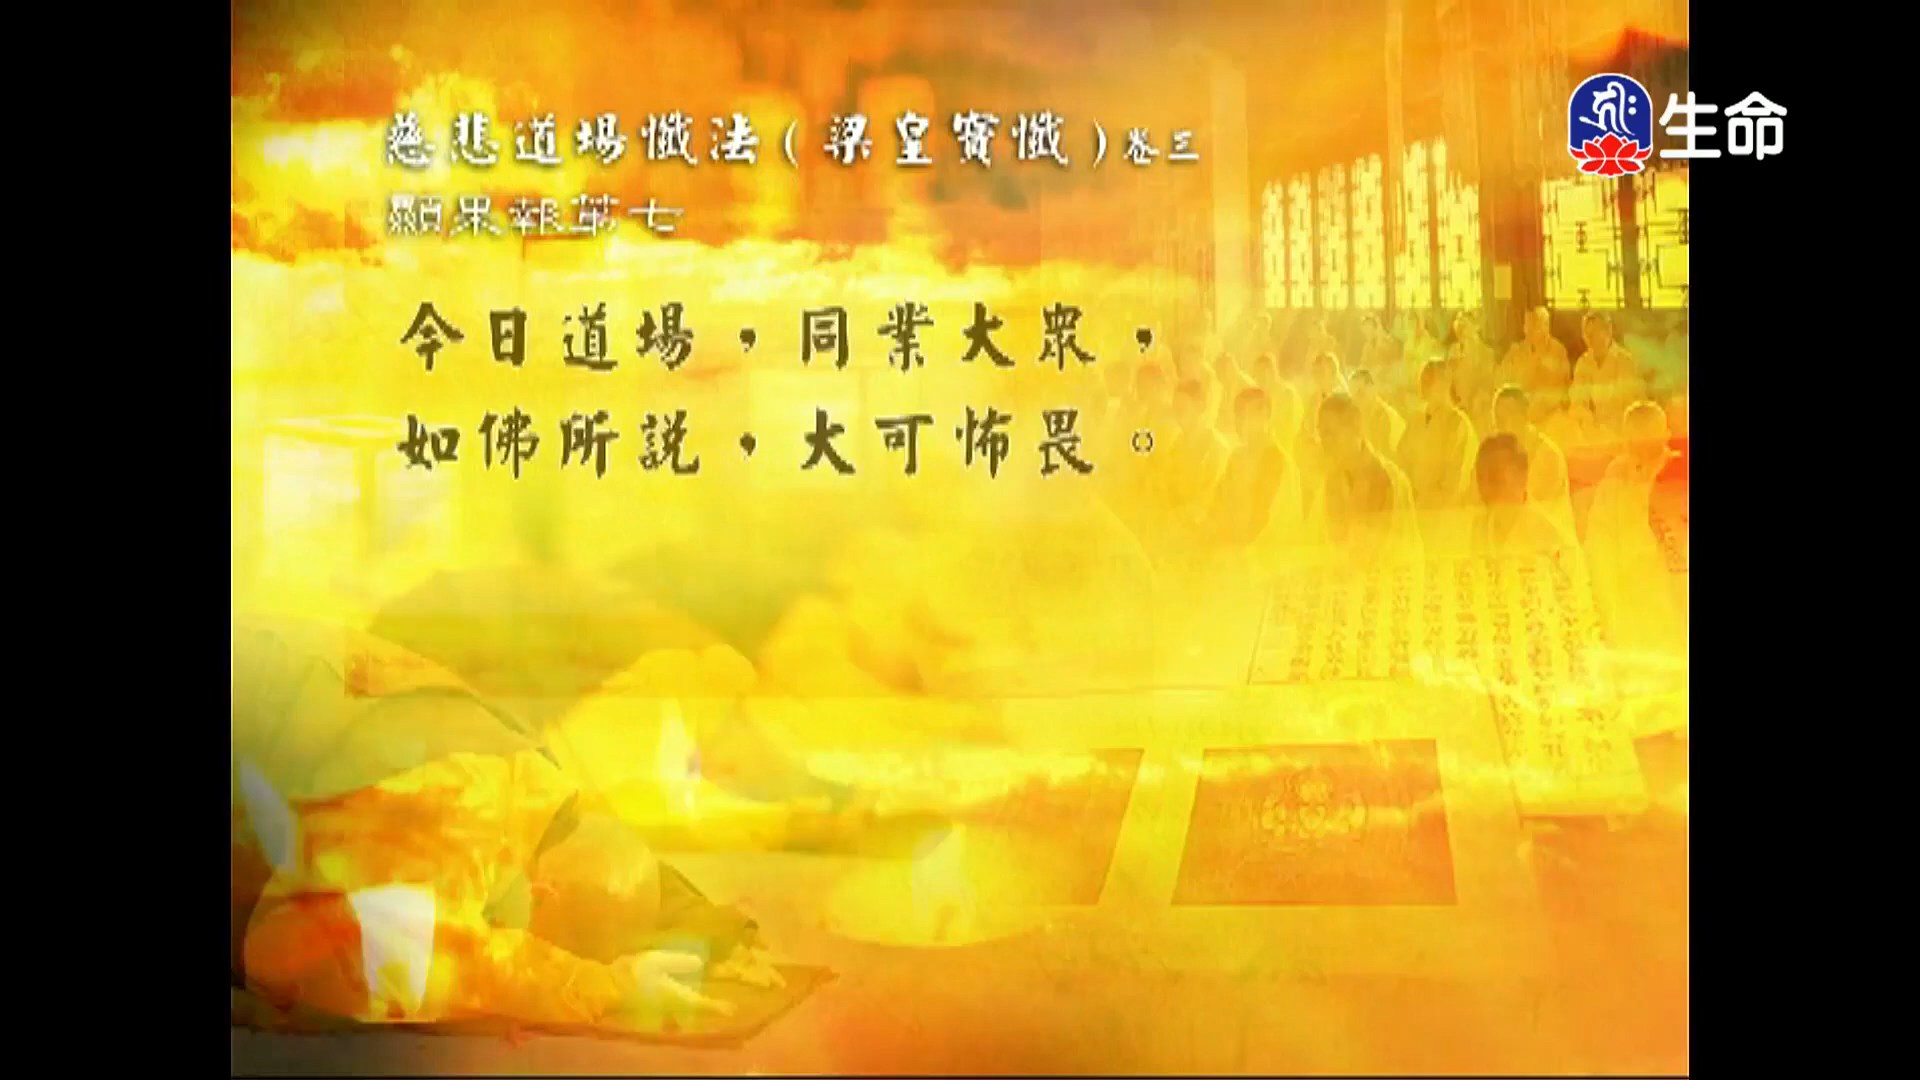 慈悲道場懺法(梁皇寶懺)卷三
顯果報第七
今日道場，同業大眾，
如佛所說，大可怖畏。
生命